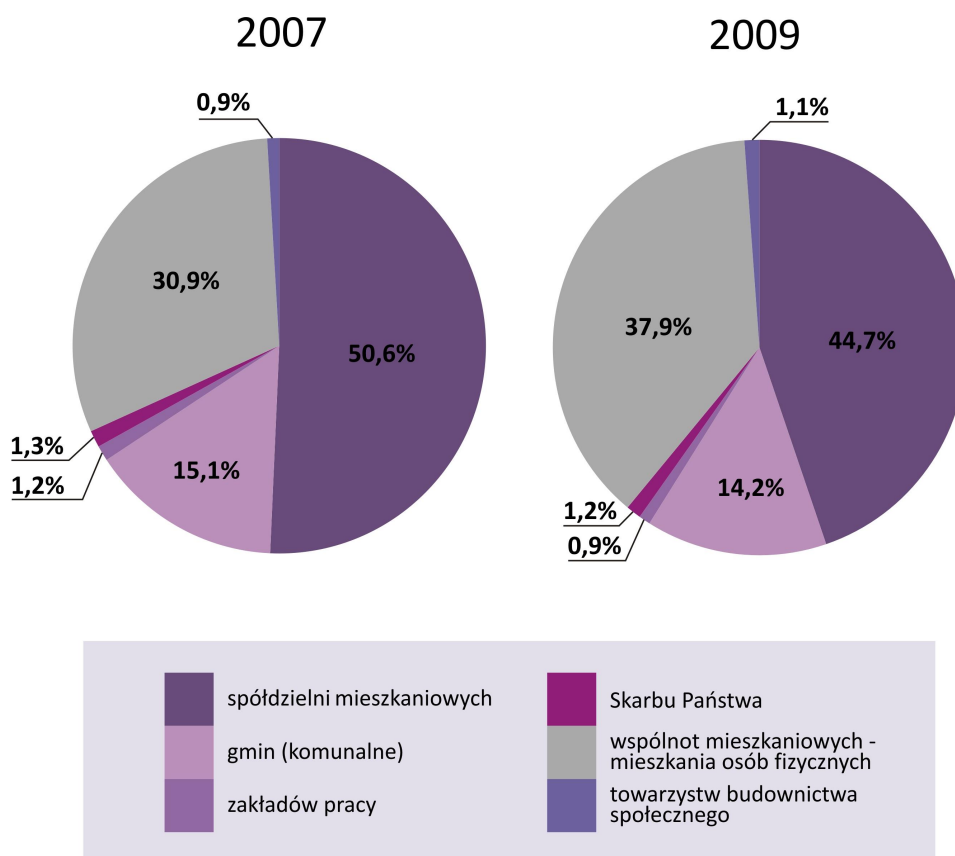 2007
0,9%
30,9%
50,6%
1,3%
1,2%
15,1%
2009
1,1%
37,9%
44,7%
1,2%
0,9%
14,2%
spółdzielni mieszkaniowych
gmin (komunalne)
zakładów pracy
Skarbu Państwa
wspólnot mieszkaniowych -
mieszkania osób fizycznych
towarzystw budownictwa
społecznego